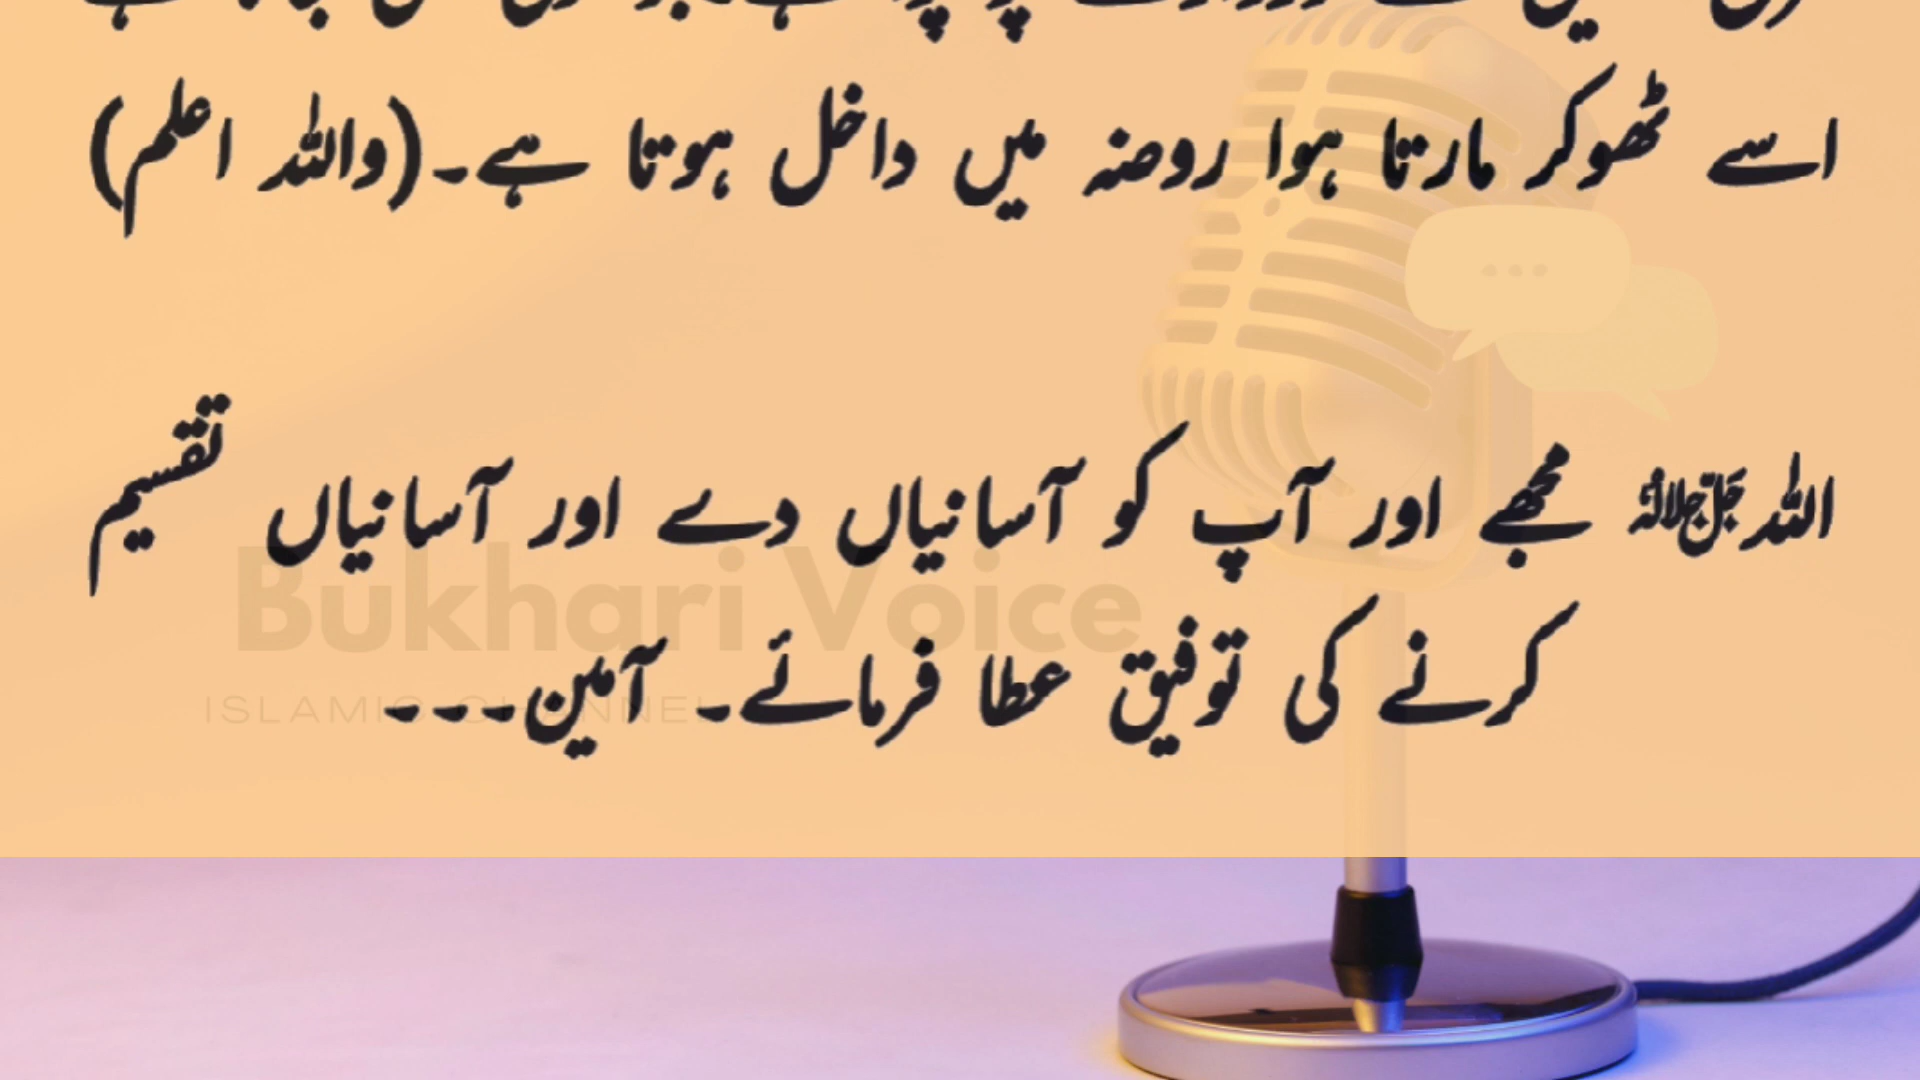 اسے ٹھوکر مارتا ہوا روضہ میں داخل ہوتا ہے۔(واللہ اعلم)
اللہ جل جلالہ مجھے اور آپ کو آسانیاں دے اور آسانیاں تقسیم
کرنے کی توفیق عطا فرمائے۔ آمین۔۔۔
Bukhari Voice
ISLAMIC CHANNEL